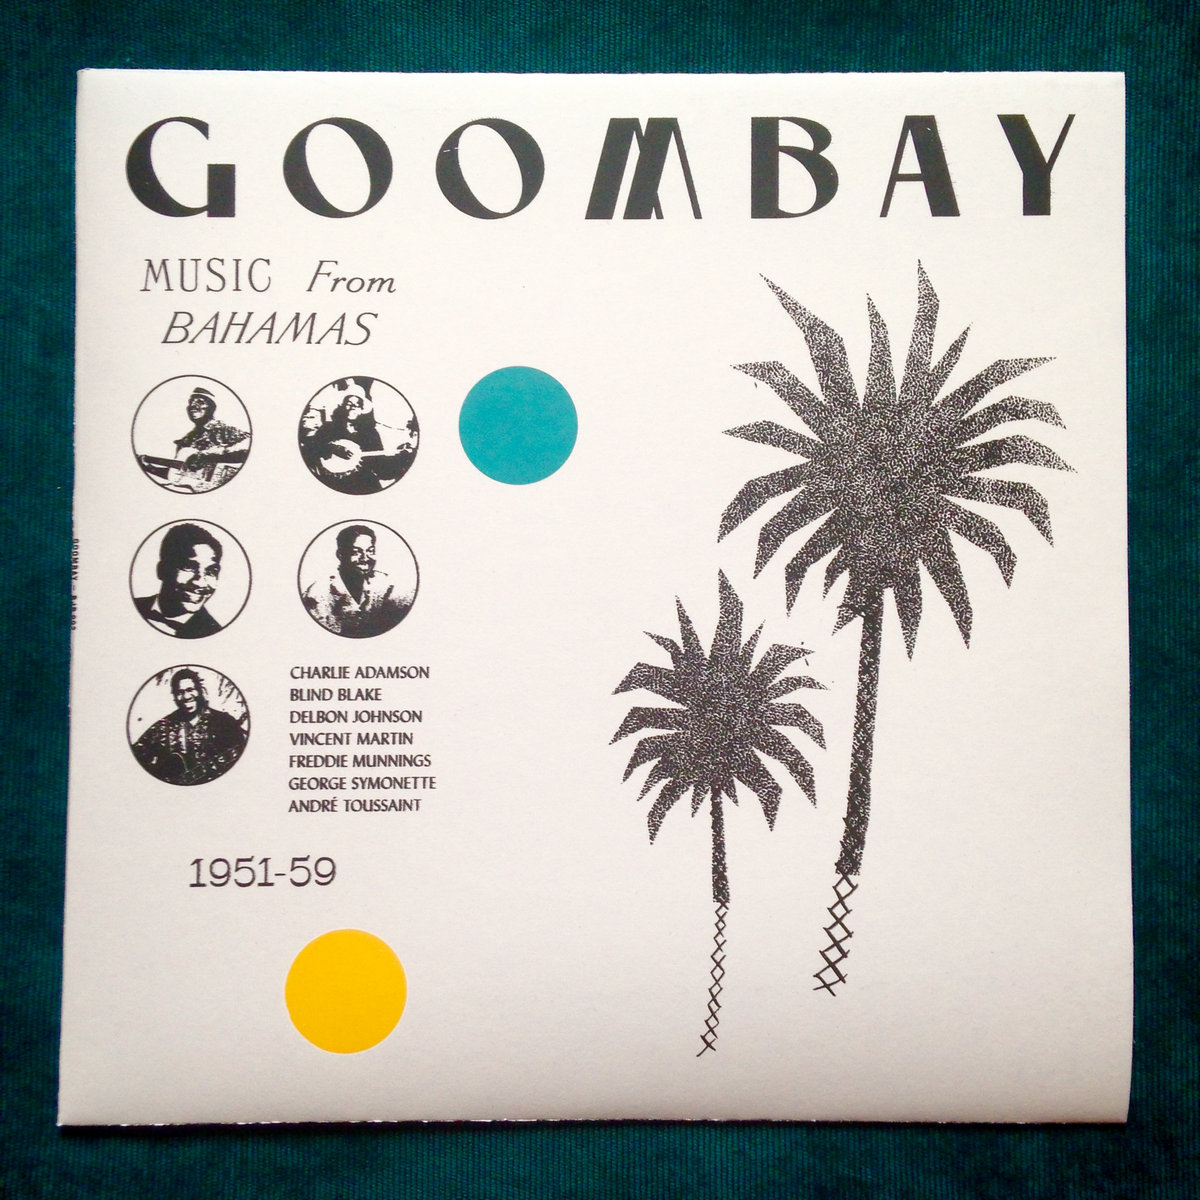 GOOMBAY
MUSIC From
BAHAMAS
CHARLIE ADAMSON
BLIND BLAKE
DELBON JOHNSON
VINCENT MARTIN
FREDDIE MUNNINGS
GEORGE SYMONETTE
ANDRÉ TOUSSAINT
1951-59
GOOMBAY